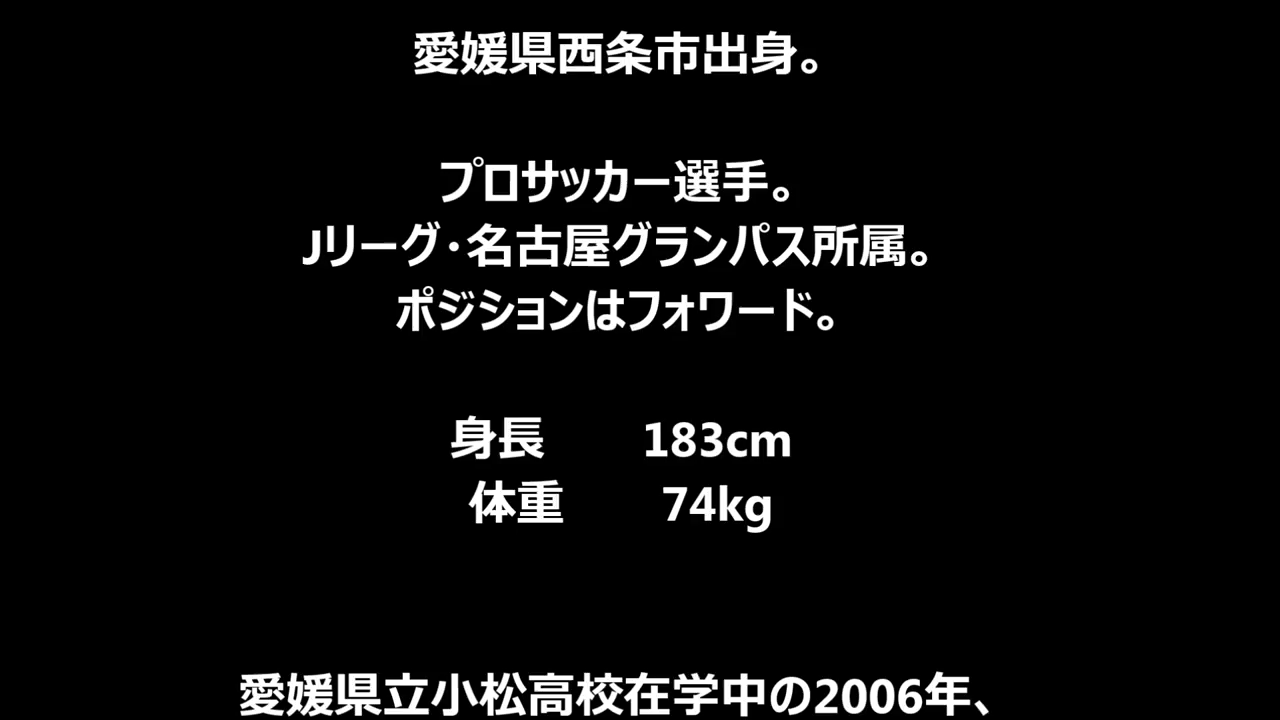 愛媛県西条市出身。
プロサッカー選手。
Jリーグ・名古屋グランパス所属。
ポジションはフォワード。
身長 183cm
体重 74kg
愛媛県立小松高校在学中の2006年、